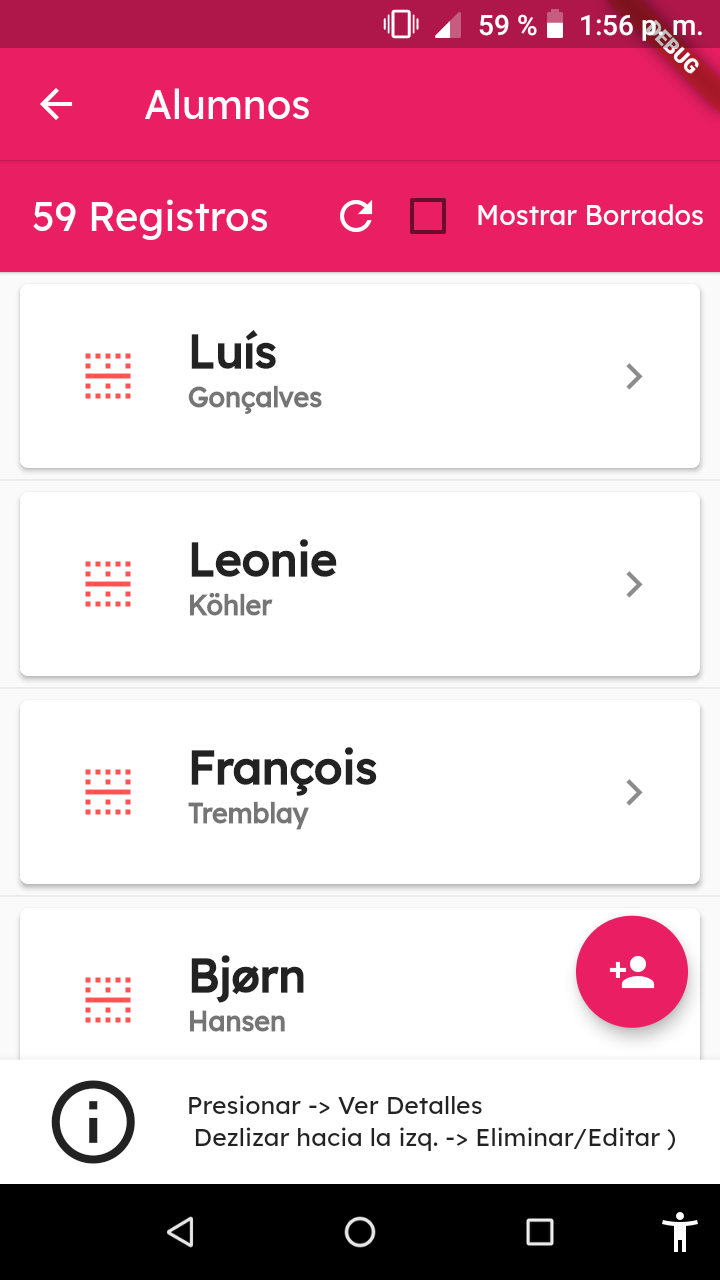 59 % 1:56 p. m.
DEBUG
Alumnos
59 Registros Mostrar Borrados
Luís
Gonçalves
Leonie
Köhler
François
Tremblay
Bjørn
Hansen
Presionar -> Ver Detalles
Dezlizar hacia la izq. -> Eliminar/Editar )